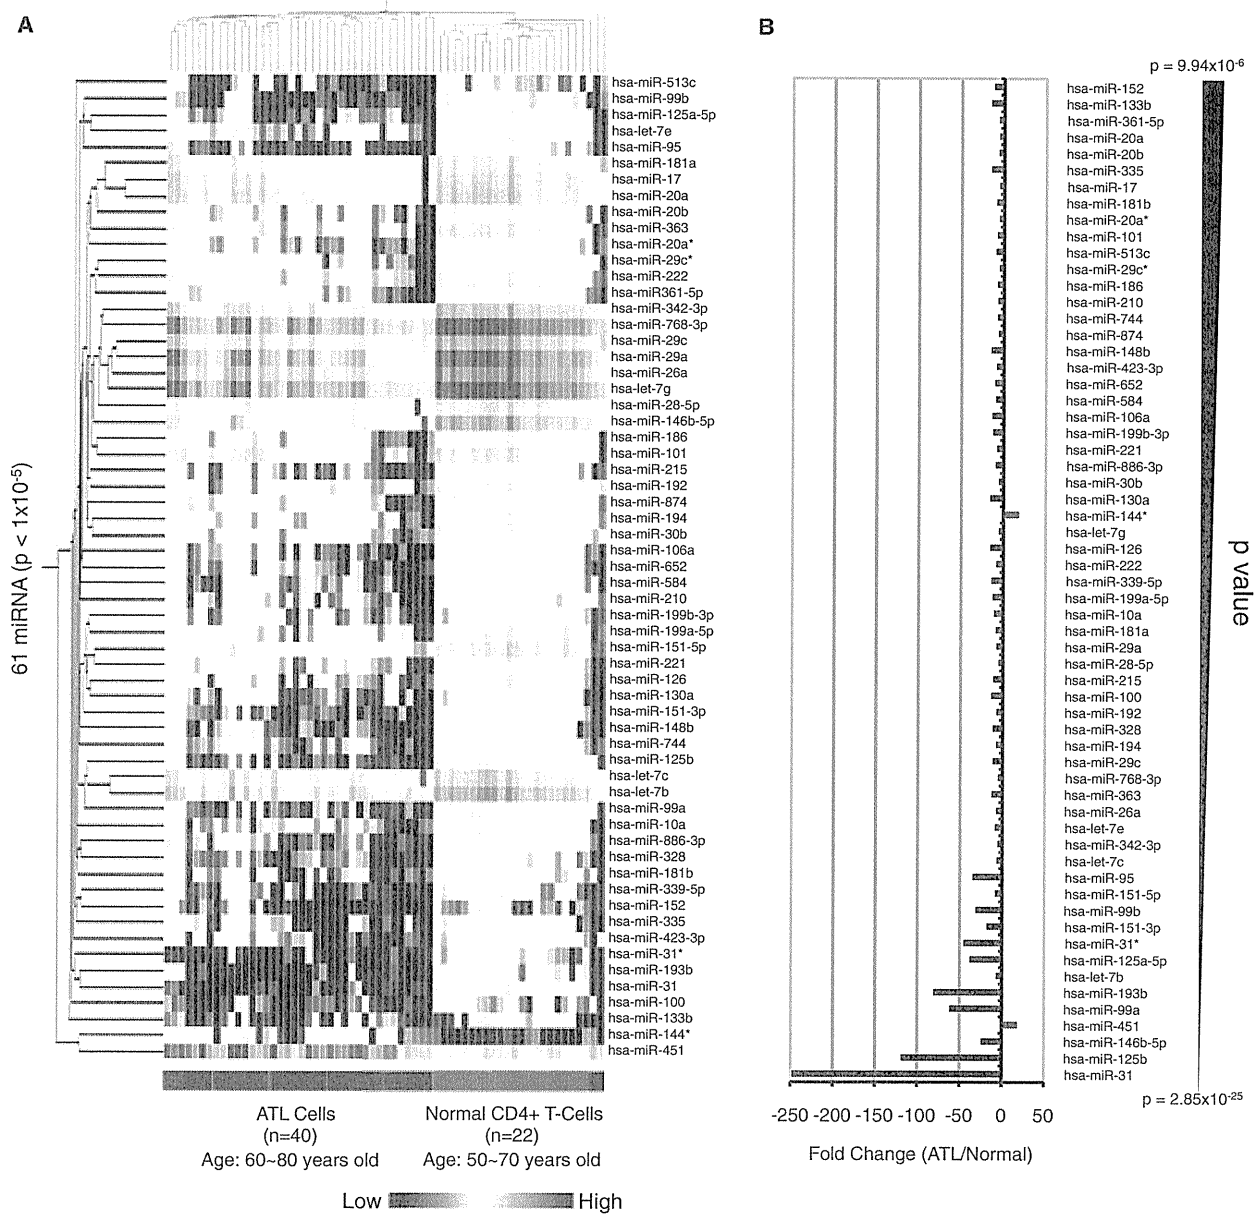 A
hsa-miR-513c
hsa-miR-99b
hsa-miR-125a-5p
hsa-let-7e
hsa-miR-95
hsa-miR-181a
hsa-miR-17
hsa-miR-20a
hsa-miR-20b
hsa-miR-363
hsa-miR-20a*
hsa-miR-29c*
hsa-miR-222
hsa-miR361-5p
hsa-miR-342-3p
hsa-miR-768-3p
hsa-miR-29c
hsa-miR-29a
hsa-miR-26a
hsa-let-7g
hsa-miR-28-5p
hsa-miR-146b-5p
hsa-miR-186
hsa-miR-101
hsa-miR-215
hsa-miR-192
hsa-miR-874
hsa-miR-194
hsa-miR-30b
hsa-miR-106a
hsa-miR-652
hsa-miR-584
hsa-miR-210
hsa-miR-199b-3p
hsa-miR-199a-5p
hsa-miR-151-5p
hsa-miR-221
hsa-miR-126
hsa-miR-130a
hsa-miR-151-3p
hsa-miR-148b
hsa-miR-744
hsa-miR-125b
hsa-let-7c
hsa-let-7b
hsa-miR-99a
hsa-miR-10a
hsa-miR-886-3p
hsa-miR-328
hsa-miR-181b
hsa-miR-339-5p
hsa-miR-152
hsa-miR-335
hsa-miR-423-3p
hsa-miR-31*
hsa-miR-193b
hsa-miR-31
hsa-miR-100
hsa-miR-133b
hsa-miR-144*
hsa-miR-451
61 miRNA (p < 1x10-5)
ATL Cells
(n=40)
Age: 60~80 years old
Normal CD4+ T-Cells
(n=22)
Age: 50~70 years old
Low
High
B
p = 9.94x10-6
hsa-miR-152
hsa-miR-133b
hsa-miR-361-5p
hsa-miR-20a
hsa-miR-20b
hsa-miR-335
hsa-miR-17
hsa-miR-181b
hsa-miR-20a*
hsa-miR-101
hsa-miR-513c
hsa-miR-29c*
hsa-miR-186
hsa-miR-210
hsa-miR-744
hsa-miR-874
hsa-miR-148b
hsa-miR-423-3p
hsa-miR-652
hsa-miR-584
hsa-miR-106a
hsa-miR-199b-3p
hsa-miR-221
hsa-miR-886-3p
hsa-miR-30b
hsa-miR-130a
hsa-miR-144*
hsa-let-7g
hsa-miR-126
hsa-miR-222
hsa-miR-339-5p
hsa-miR-199a-5p
hsa-miR-10a
hsa-miR-181a
hsa-miR-29a
hsa-miR-28-5p
hsa-miR-215
hsa-miR-100
hsa-miR-192
hsa-miR-328
hsa-miR-194
hsa-miR-29c
hsa-miR-768-3p
hsa-miR-363
hsa-miR-26a
hsa-let-7e
hsa-miR-342-3p
hsa-let-7c
hsa-miR-95
hsa-miR-151-5p
hsa-miR-99b
hsa-miR-151-3p
hsa-miR-31*
hsa-miR-125a-5p
hsa-let-7b
hsa-miR-193b
hsa-miR-99a
hsa-miR-451
hsa-miR-146b-5p
hsa-miR-125b
hsa-miR-31
p value
p = 2.85x10-25
-250 -200 -150 -100 -50 0 50
Fold Change (ATL/Normal)